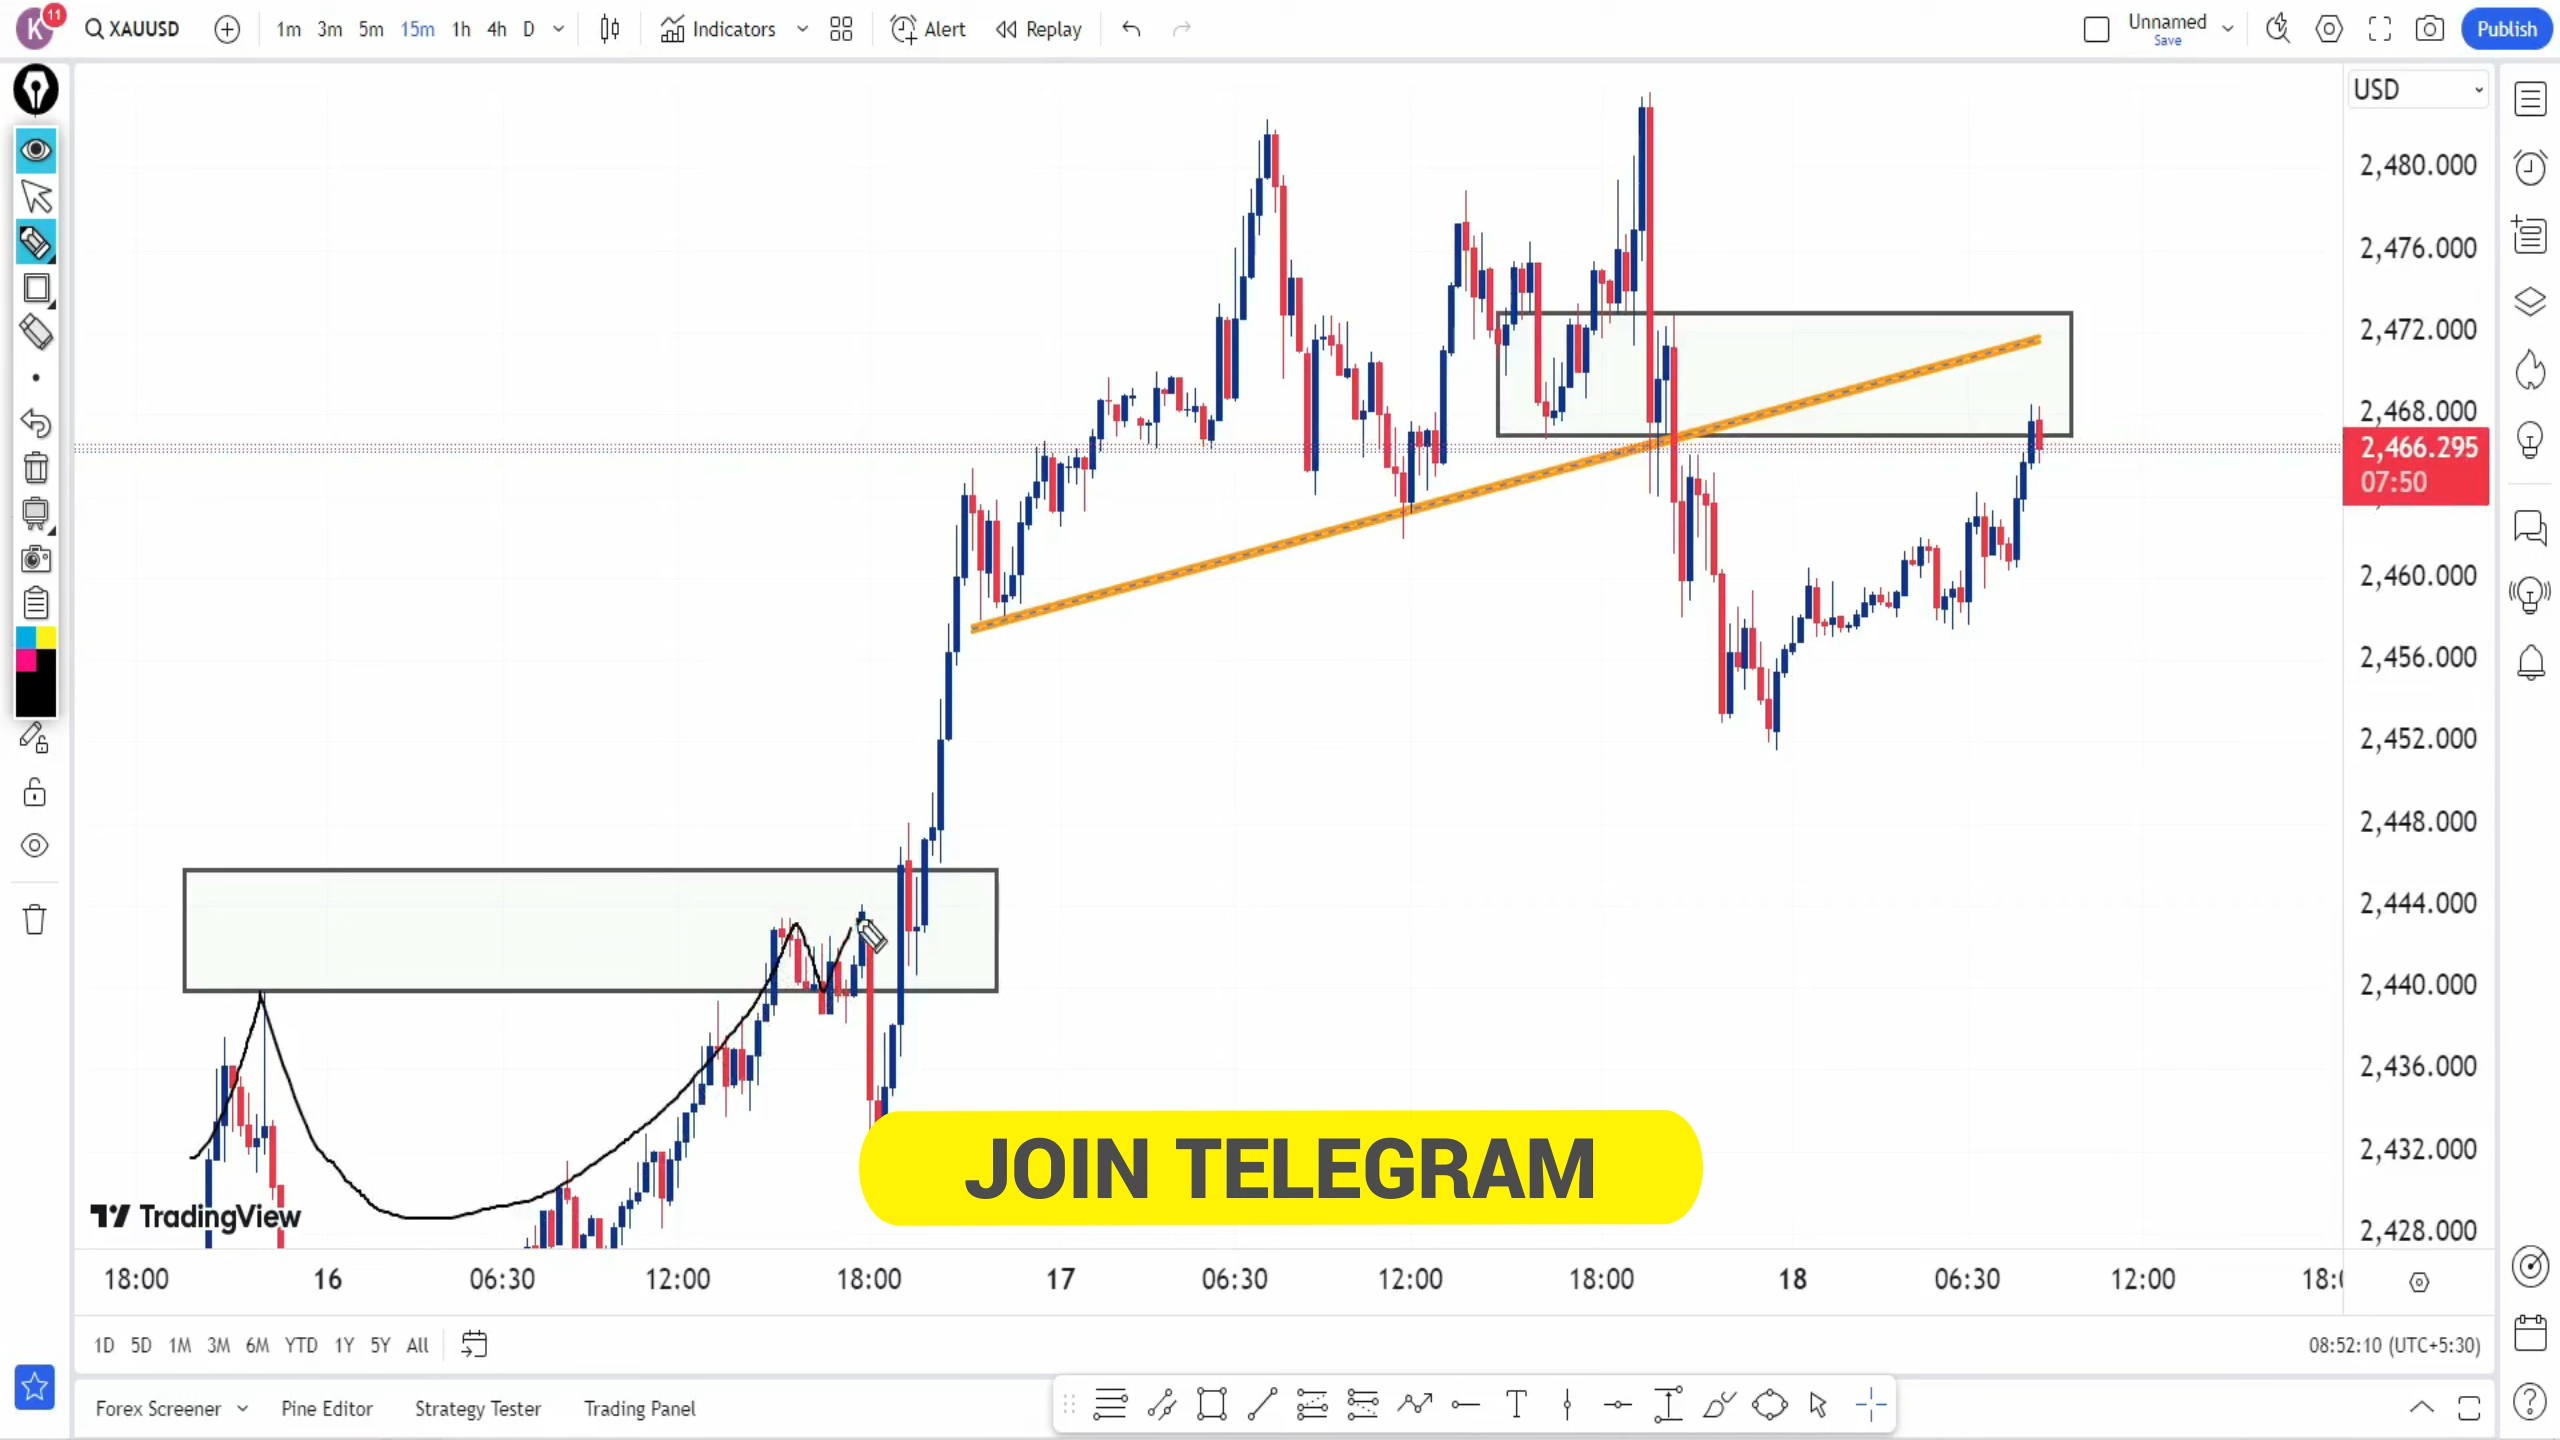 K 11 XAUUSD 1m 3m 5m 15m 1h 4h D Indicators Alert Replay Unnamed Save Publish
USD
2,480.000
2,476.000
2,472.000
2,468.000
2,466.295
07:50
2,460.000
2,456.000
2,452.000
2,448.000
2,444.000
2,440.000
2,436.000
2,432.000
2,428.000
JOIN TELEGRAM
TradingView
18:00 16 06:30 12:00 18:00 17 06:30 12:00 18:00 18 06:30 12:00
1D 5D 1M 3M 6M YTD 1Y 5Y All 08:52:10 (UTC+5:30)
Forex Screener Pine Editor Strategy Tester Trading Panel